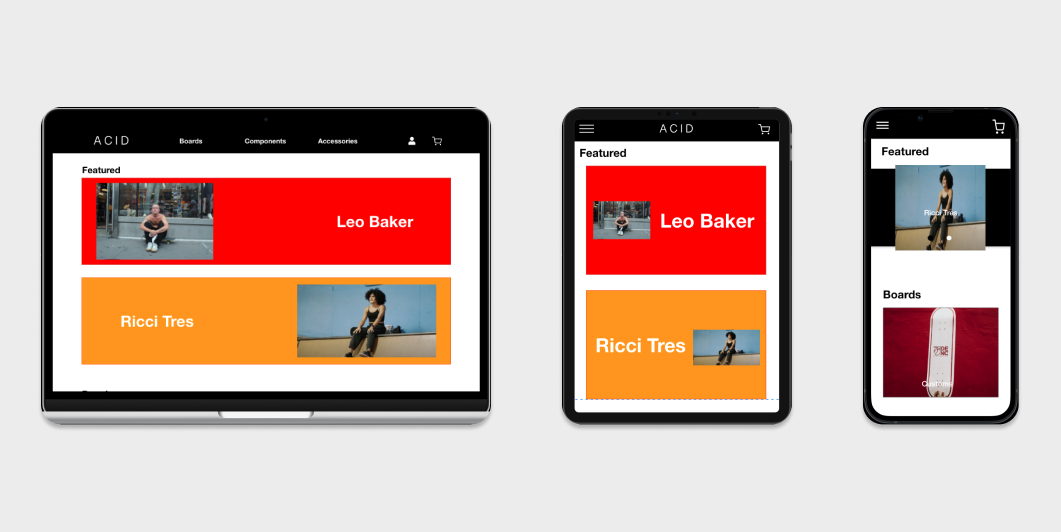 ACID
Boards
Components
Accessories
Featured
Leo Baker
Ricci Tres
ACID
Featured
Leo Baker
Ricci Tres
Featured
Ricci Tres
Boards
Customs